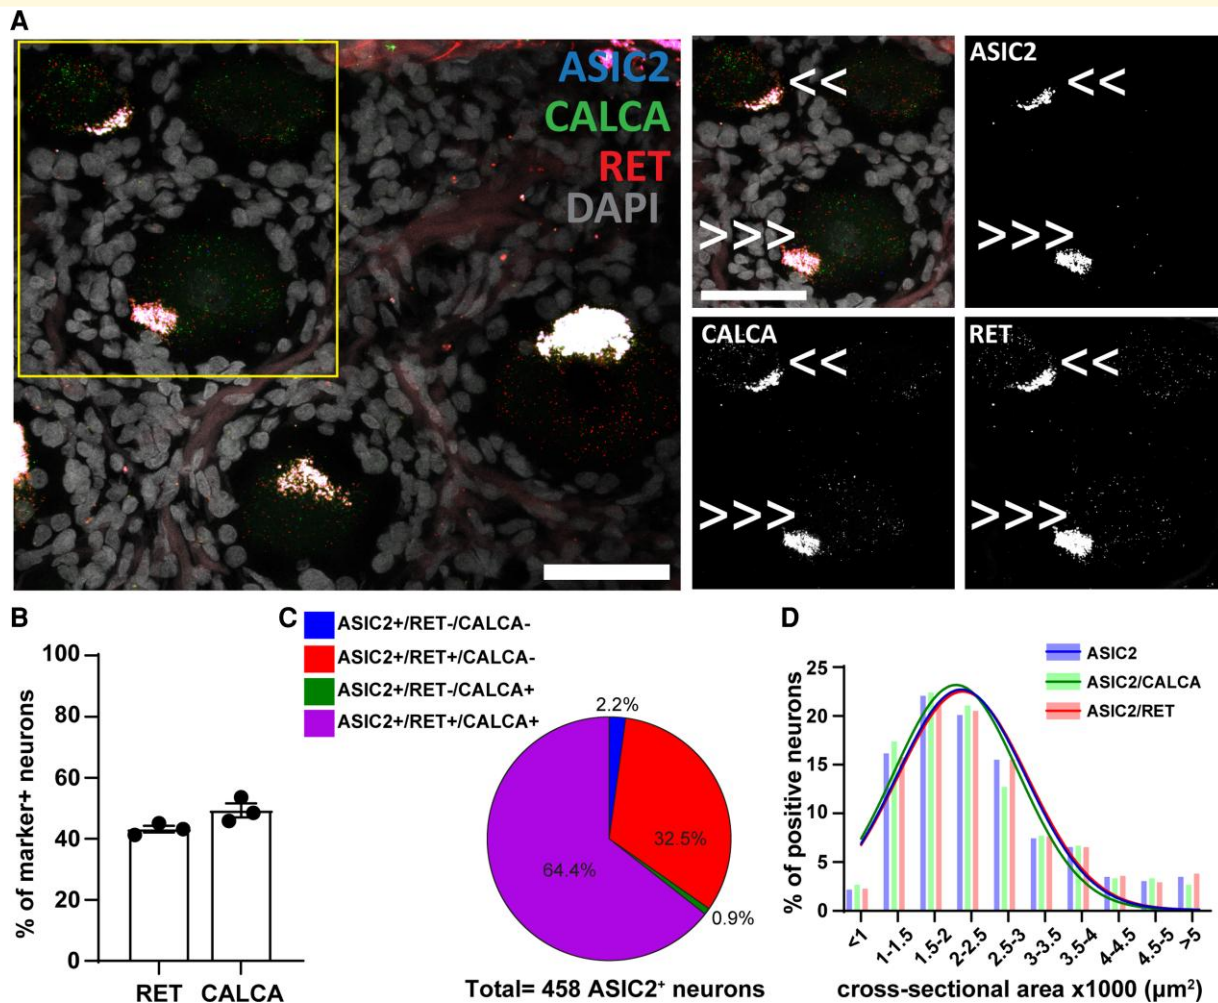 A
ASIC2
CALCA
RET
DAPI
<<
>>>
ASIC2
<<
>>>
CALCA
<<
>>>
RET
<<
>>>
B
% of marker+ neurons
100
80
60
40
20
0
RET CALCA
C
ASIC2+/RET-/CALCA-
ASIC2+/RET+/CALCA-
ASIC2+/RET-/CALCA+
ASIC2+/RET+/CALCA+
2.2%
32.5%
64.4%
0.9%
Total= 458 ASIC2⁺ neurons
D
ASIC2
ASIC2/CALCA
ASIC2/RET
% of positive neurons
25
20
15
10
5
0
<1 1-1.5 1.5-2 2-2.5 2.5-3 3-3.5 3.5-4 4-4.5 4.5-5 >5
cross-sectional area x1000 (µm²)